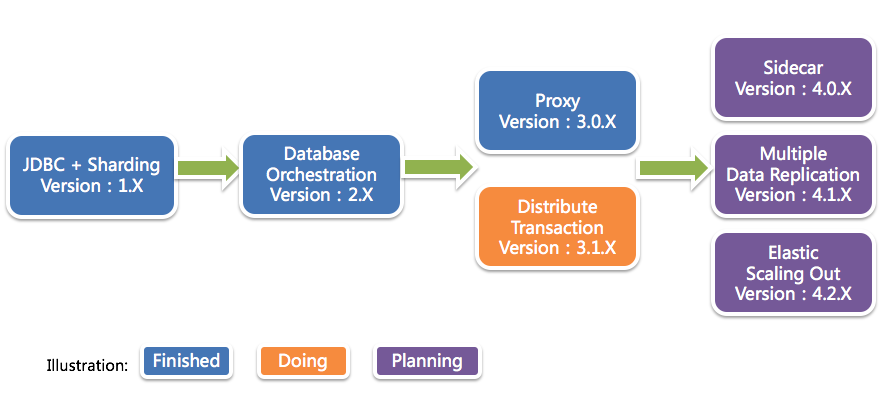 JDBC + Sharding
Version : 1.X
Database
Orchestration
Version : 2.X
Proxy
Version : 3.0.X
Distribute
Transaction
Version : 3.1.X
Sidecar
Version : 4.0.X
Multiple
Data Replication
Version : 4.1.X
Elastic
Scaling Out
Version : 4.2.X
Illustration: Finished Doing Planning